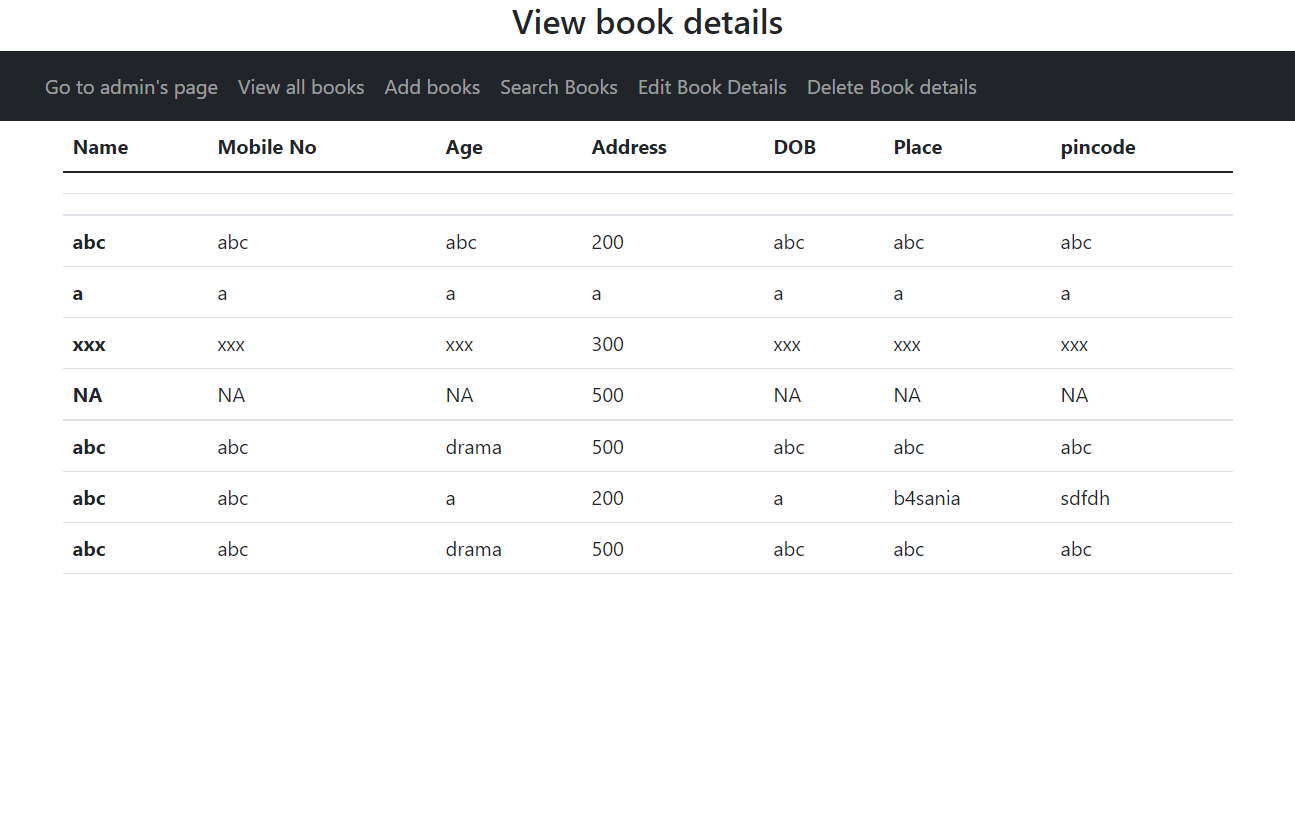 View book details
Go to admin's page View all books Add books Search Books Edit Book Details Delete Book details
Name Mobile No Age Address DOB Place pincode
abc abc abc 200 abc abc abc
a a a a a a a
xxx xxx xxx 300 xxx xxx xxx
NA NA NA 500 NA NA NA
abc abc drama 500 abc abc abc
abc abc a 200 a b4sania sdfdh
abc abc drama 500 abc abc abc